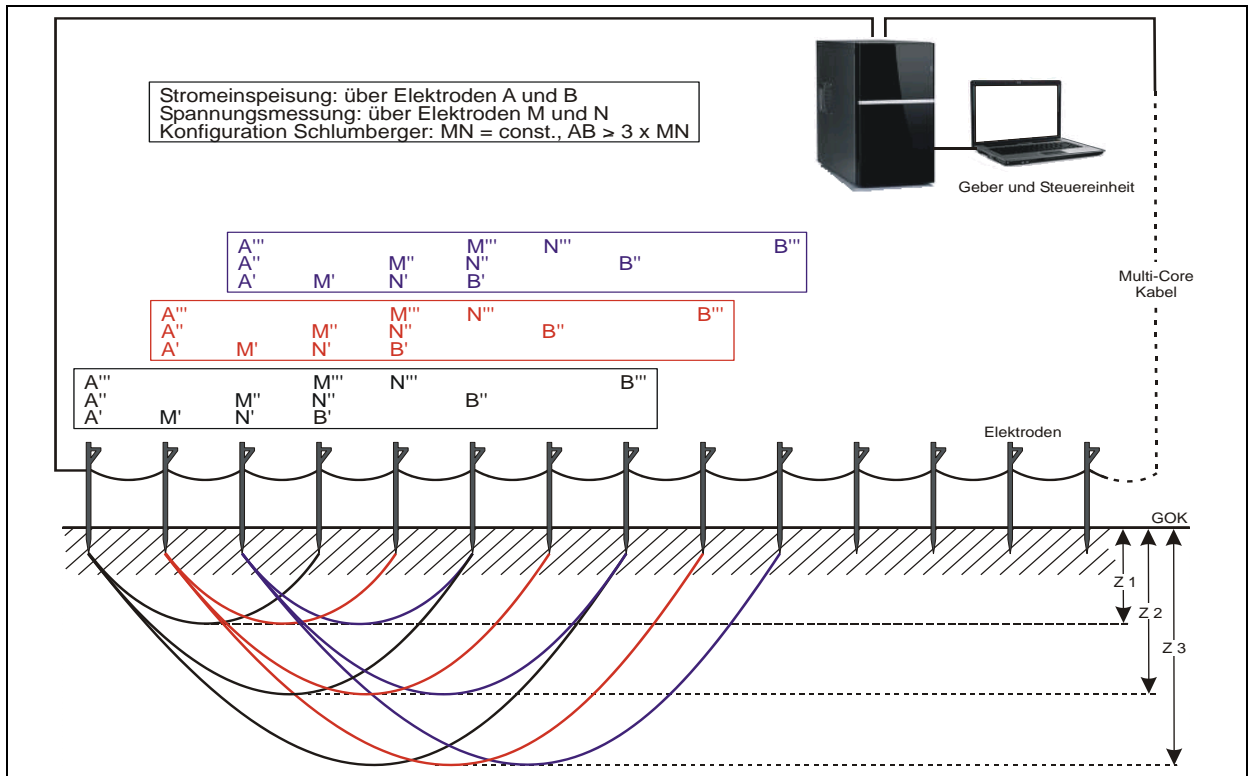 Stromeinspeisung: über Elektroden A und B
Spannungsmessung: über Elektroden M und N
Konfiguration Schlumberger: MN = const., AB ≥ 3 x MN
Geber und Steuereinheit
Multi-Core
Kabel
A''' M''' N''' B'''
A'' M'' N'' B''
A' M' N' B'
A''' M''' N''' B'''
A'' M'' N'' B''
A' M' N' B'
A''' M''' N''' B'''
A'' M'' N'' B''
A' M' N' B'
Elektroden
GOK
Z 1
Z 2
Z 3